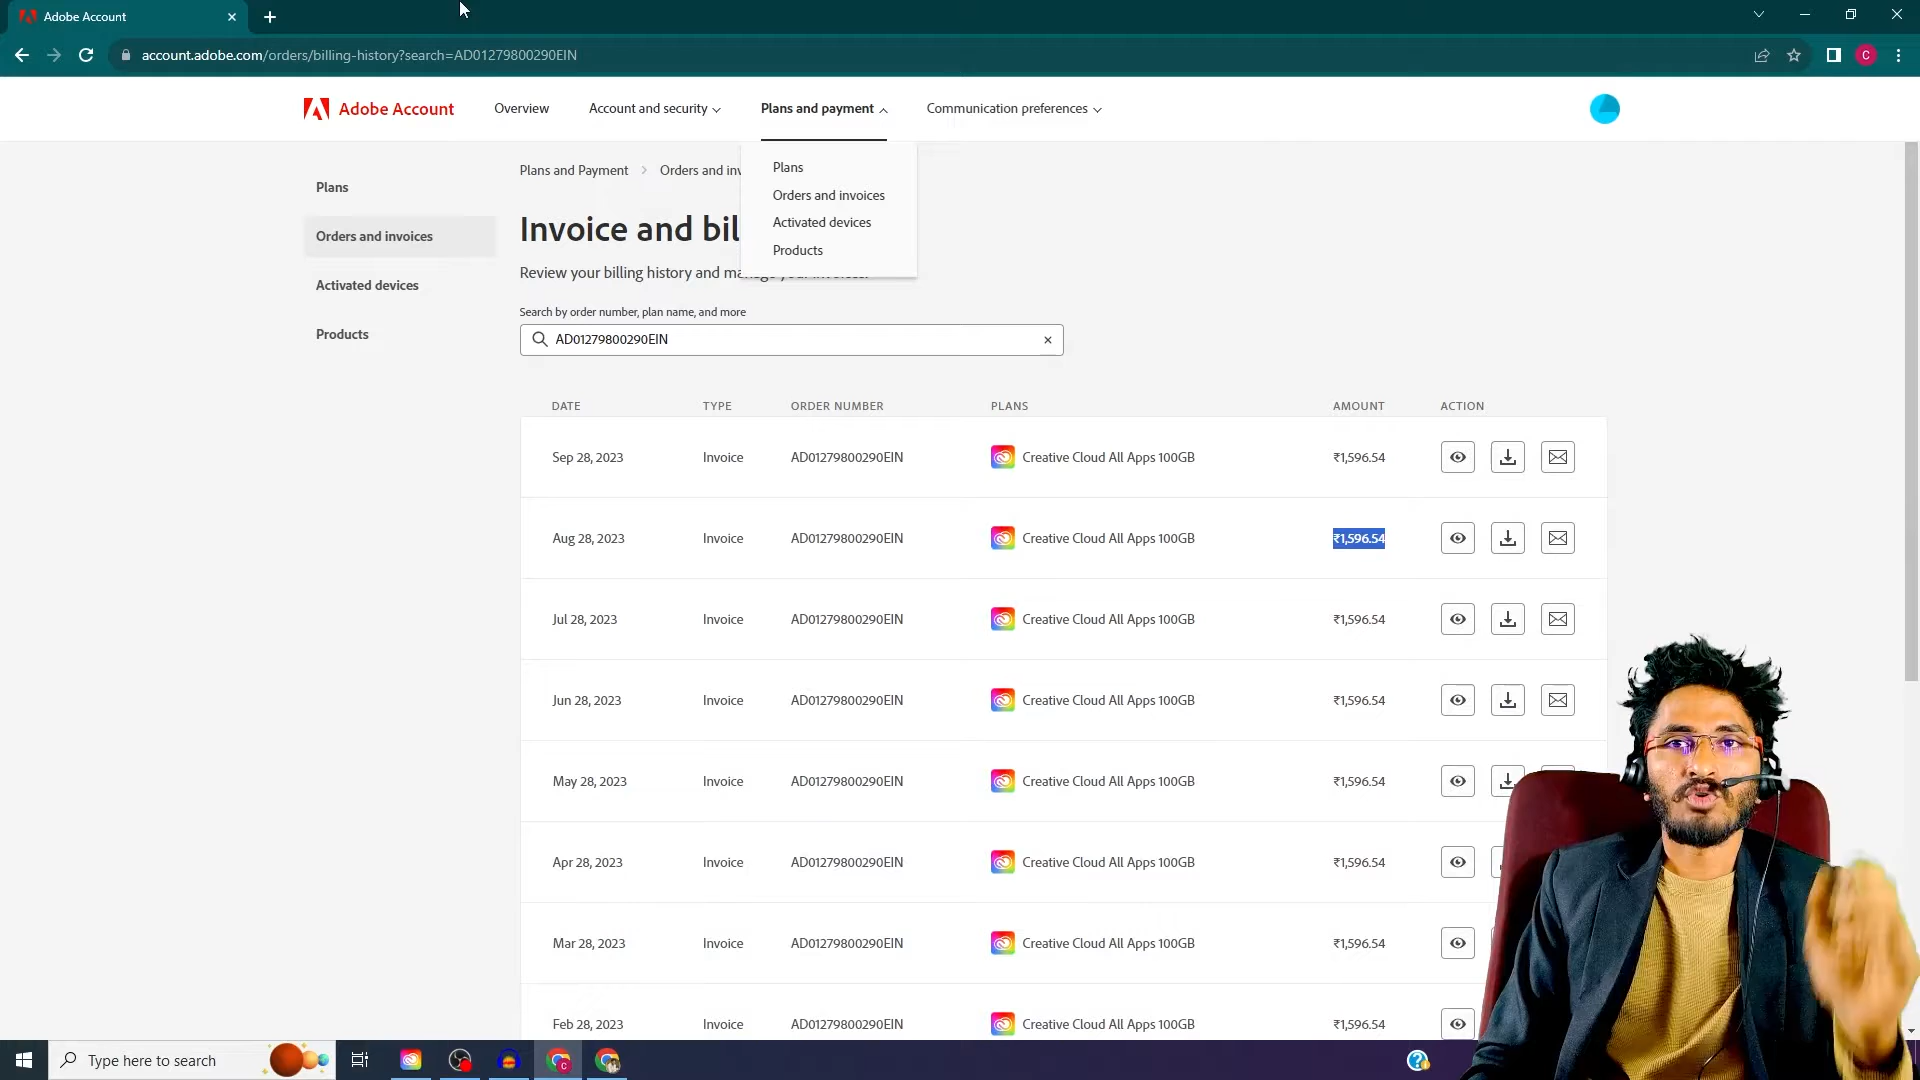 Adobe Account
account.adobe.com/orders/billing-history?search=AD01279800290EIN
C
Adobe Account
Overview
Account and security
Plans and payment
Communication preferences
Plans
Orders and invoices
Activated devices
Products
Plans
Orders and invoices
Activated devices
Products
Plans and Payment > Orders and inv
Invoice and bil
Review your billing history and manage your invoices.
Search by order number, plan name, and more
AD01279800290EIN
DATE TYPE ORDER NUMBER PLANS AMOUNT ACTION
Sep 28, 2023 Invoice AD01279800290EIN Creative Cloud All Apps 100GB ₹1,596.54
Aug 28, 2023 Invoice AD01279800290EIN Creative Cloud All Apps 100GB ₹1,596.54
Jul 28, 2023 Invoice AD01279800290EIN Creative Cloud All Apps 100GB ₹1,596.54
Jun 28, 2023 Invoice AD01279800290EIN Creative Cloud All Apps 100GB ₹1,596.54
May 28, 2023 Invoice AD01279800290EIN Creative Cloud All Apps 100GB ₹1,596.54
Apr 28, 2023 Invoice AD01279800290EIN Creative Cloud All Apps 100GB ₹1,596.54
Mar 28, 2023 Invoice AD01279800290EIN Creative Cloud All Apps 100GB ₹1,596.54
Feb 28, 2023 Invoice AD01279800290EIN Creative Cloud All Apps 100GB ₹1,596.54
Type here to search